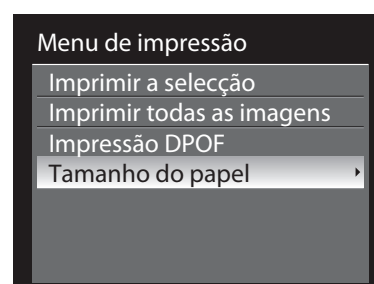 Menu de impressão
Imprimir a selecção
Imprimir todas as imagens
Impressão DPOF
Tamanho do papel